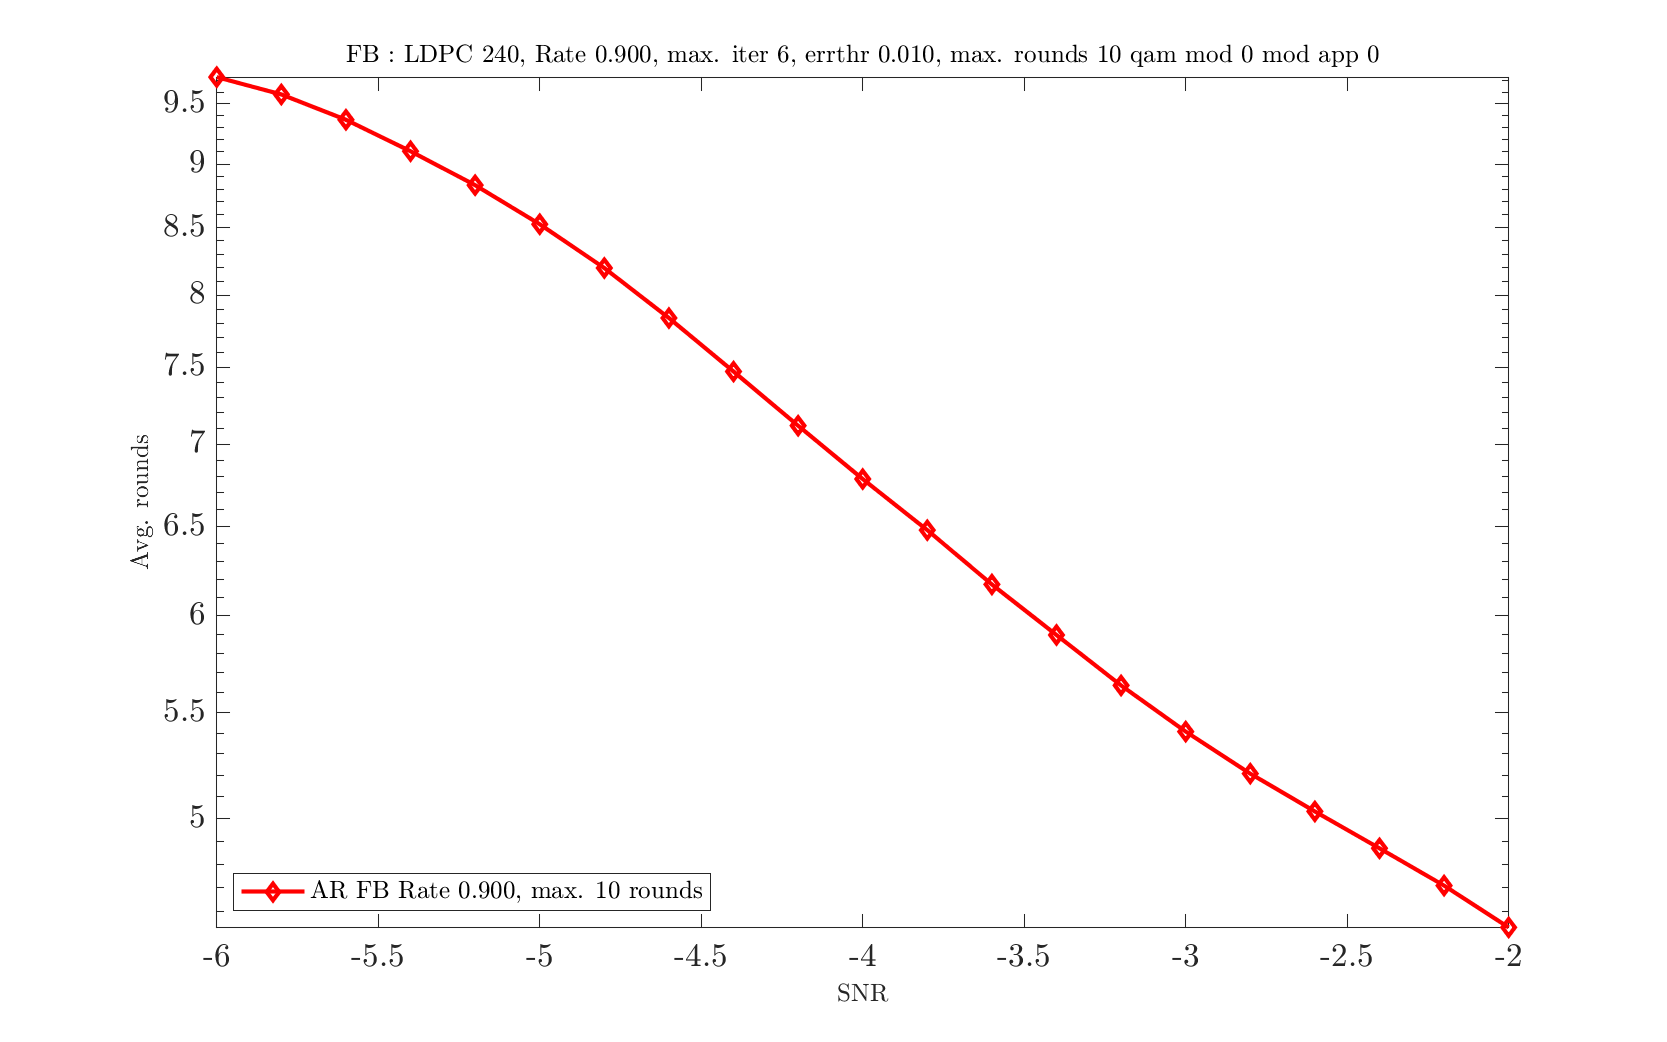 FB : LDPC 240, Rate 0.900, max. iter 6, errthr 0.010, max. rounds 10 qam mod 0 mod app 0
9.5
9
8.5
8
7.5
7
6.5
6
5.5
5
Avg. rounds
AR FB Rate 0.900, max. 10 rounds
-6 -5.5 -5 -4.5 -4 -3.5 -3 -2.5 -2
SNR